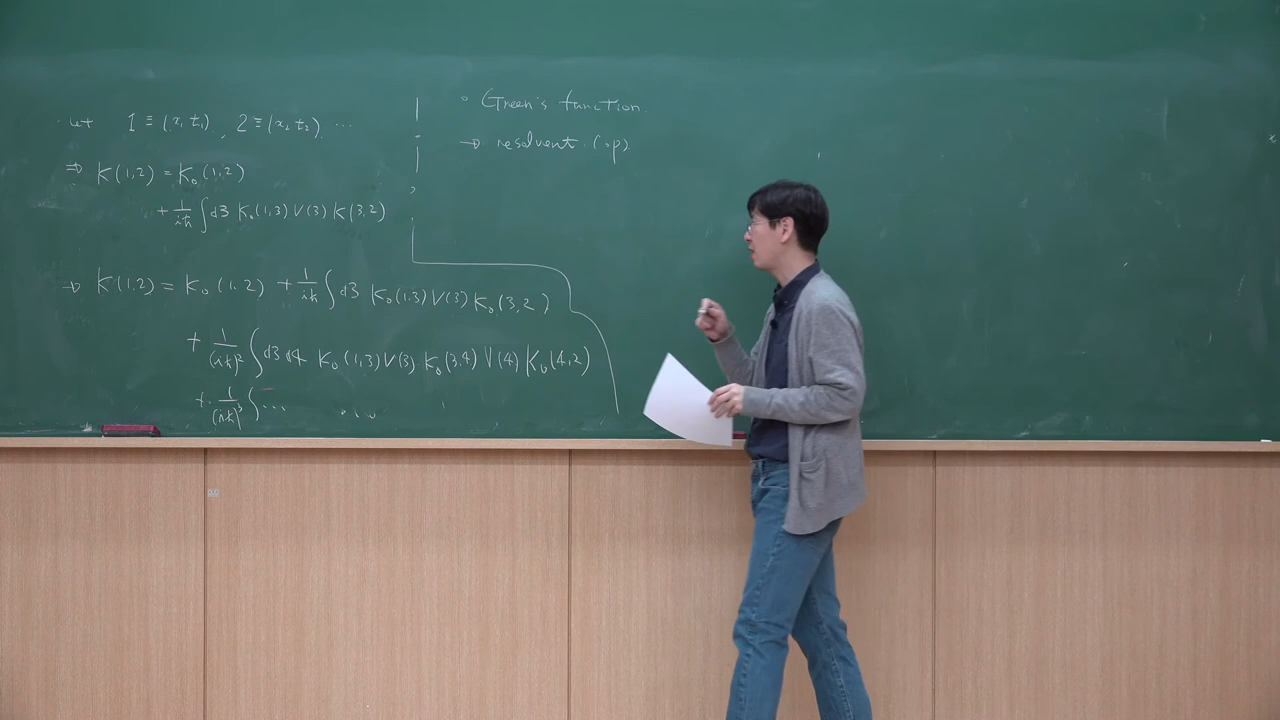 · Let 1 ≡ (x₁ t₁), 2 ≡ (x₂ t₂), ⋯
⇒ K(1,2) = K₀(1,2)
+ 1/iℏ ∫d3 K₀(1,3) V(3) K(3,2)
→ K(1,2) = K₀(1,2) + 1/iℏ ∫d3 K₀(1,3) V(3) K₀(3,2)
+ 1/(iℏ)² ∫d3 d4 K₀(1,3) V(3) K₀(3,4) V(4) K₀(4,2)
+ 1/(iℏ)³ ∫⋯ ⋯
∘ Green's function.
→ resolvent. (op)